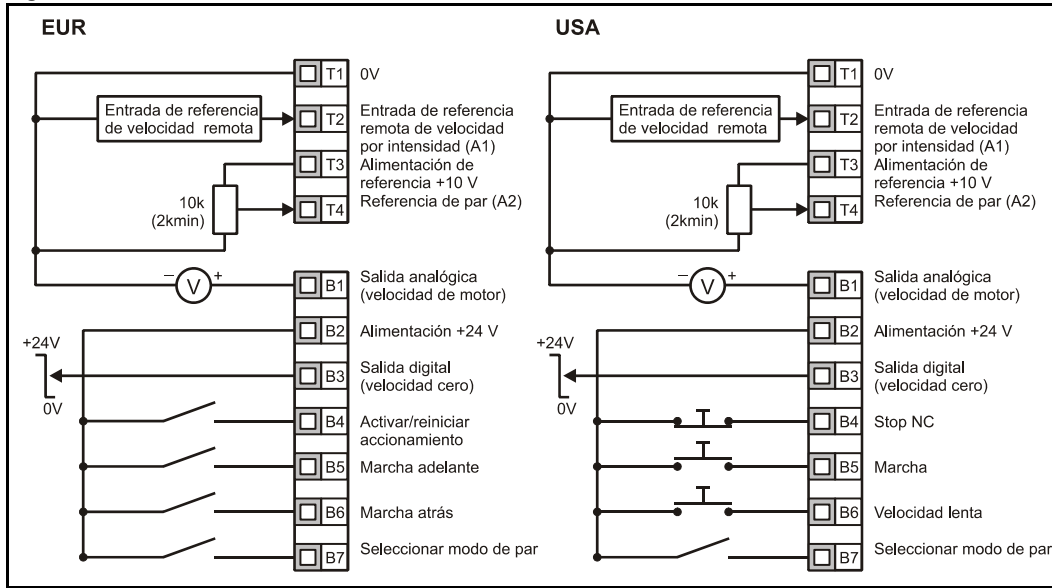 EUR
T1 0V
Entrada de referencia
de velocidad remota
T2 Entrada de referencia
remota de velocidad
por intensidad (A1)
T3 Alimentación de
referencia +10 V
10k
(2kmin)
T4 Referencia de par (A2)
– V +
B1 Salida analógica
(velocidad de motor)
B2 Alimentación +24 V
+24V
0V
B3 Salida digital
(velocidad cero)
B4 Activar/reiniciar
accionamiento
B5 Marcha adelante
B6 Marcha atrás
B7 Seleccionar modo de par
USA
T1 0V
Entrada de referencia
de velocidad remota
T2 Entrada de referencia
remota de velocidad
por intensidad (A1)
T3 Alimentación de
referencia +10 V
10k
(2kmin)
T4 Referencia de par (A2)
– V +
B1 Salida analógica
(velocidad de motor)
B2 Alimentación +24 V
+24V
0V
B3 Salida digital
(velocidad cero)
B4 Stop NC
B5 Marcha
B6 Velocidad lenta
B7 Seleccionar modo de par